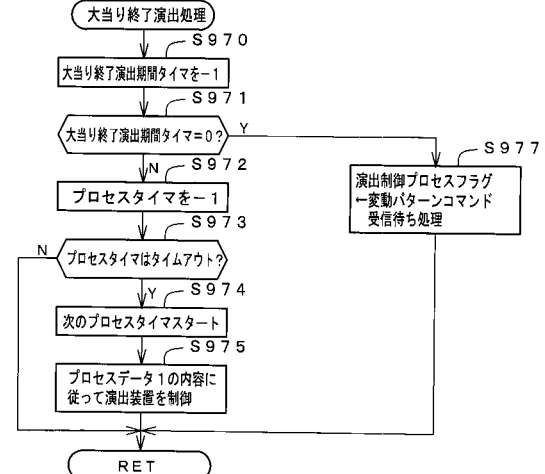 大当り終了演出処理
S970
大当り終了演出期間タイマを－1
S971
大当り終了演出期間タイマ＝0?
Y
N
S972
プロセスタイマを－1
S973
プロセスタイマはタイムアウト?
N
Y
S974
次のプロセスタイマスタート
S975
プロセスデータ1の内容に
従って演出装置を制御
S977
演出制御プロセスフラグ
←変動パターンコマンド
受信待ち処理
RET